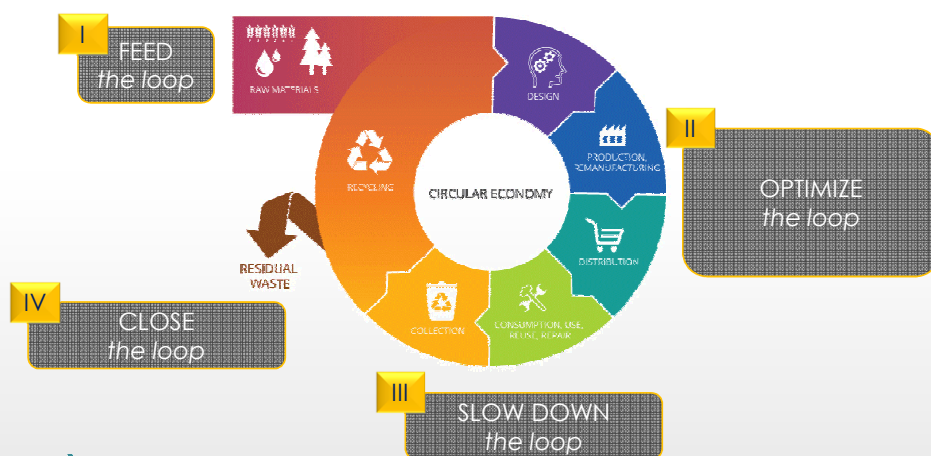 I
FEED
the loop
RAW MATERIALS
DESIGN
II
PRODUCTION,
REMANUFACTURING
OPTIMIZE
the loop
RECYCLING
CIRCULAR ECONOMY
DISTRIBUTION
RESIDUAL
WASTE
IV
CLOSE
the loop
COLLECTION
CONSUMPTION, USE,
REUSE, REPAIR
III
SLOW DOWN
the loop